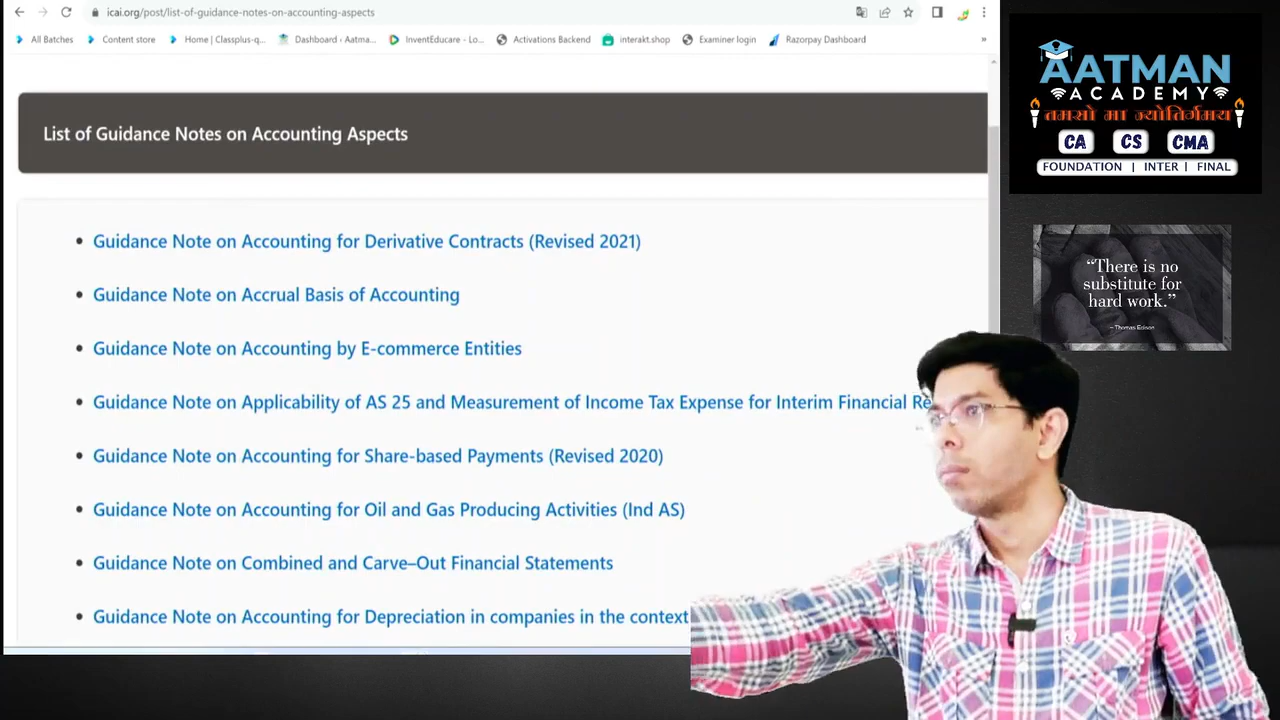 icai.org/post/list-of-guidance-notes-on-accounting-aspects
All Batches
Content store
Home | Classplus-q...
Dashboard ‹ Aatma...
InventEducare - Lo...
Activations Backend
interakt.shop
Examiner login
Razorpay Dashboard
»
List of Guidance Notes on Accounting Aspects
• Guidance Note on Accounting for Derivative Contracts (Revised 2021)
• Guidance Note on Accrual Basis of Accounting
• Guidance Note on Accounting by E-commerce Entities
• Guidance Note on Applicability of AS 25 and Measurement of Income Tax Expense for Interim Financial Re
• Guidance Note on Accounting for Share-based Payments (Revised 2020)
• Guidance Note on Accounting for Oil and Gas Producing Activities (Ind AS)
• Guidance Note on Combined and Carve–Out Financial Statements
• Guidance Note on Accounting for Depreciation in companies in the context
AATMAN
ACADEMY
तमसो मा ज्योतिर्गमय
CA CS CMA
FOUNDATION | INTER | FINAL
“There is no
substitute for
hard work.”
– Thomas Edison